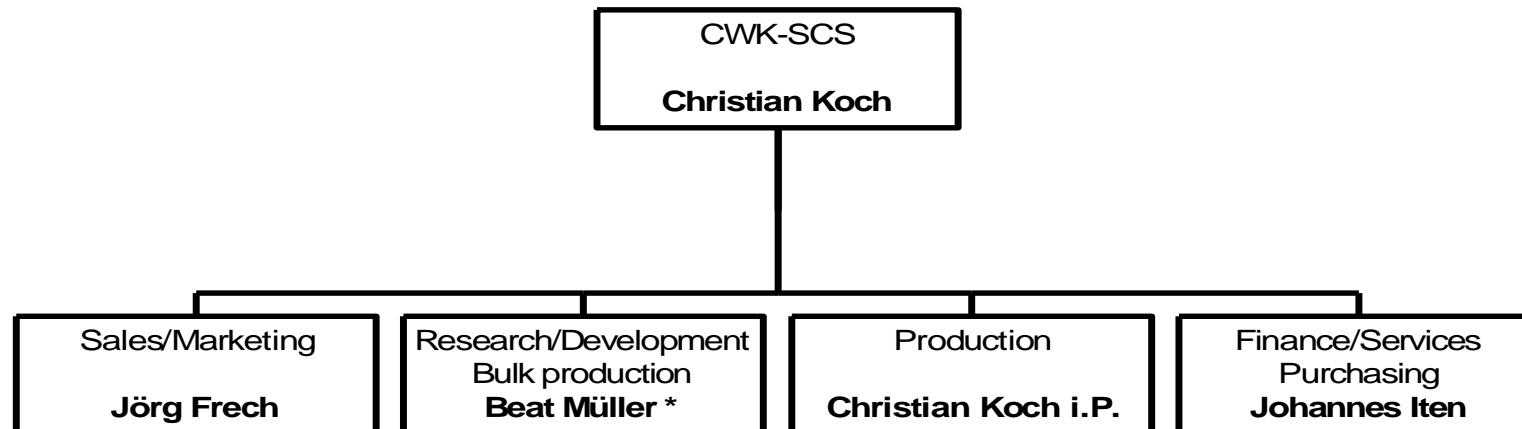 CWK-SCS
Christian Koch
Sales/Marketing
Jörg Frech
Research/Development
Bulk production
Beat Müller *
Production
Christian Koch i.P.
Finance/Services
Purchasing
Johannes Iten